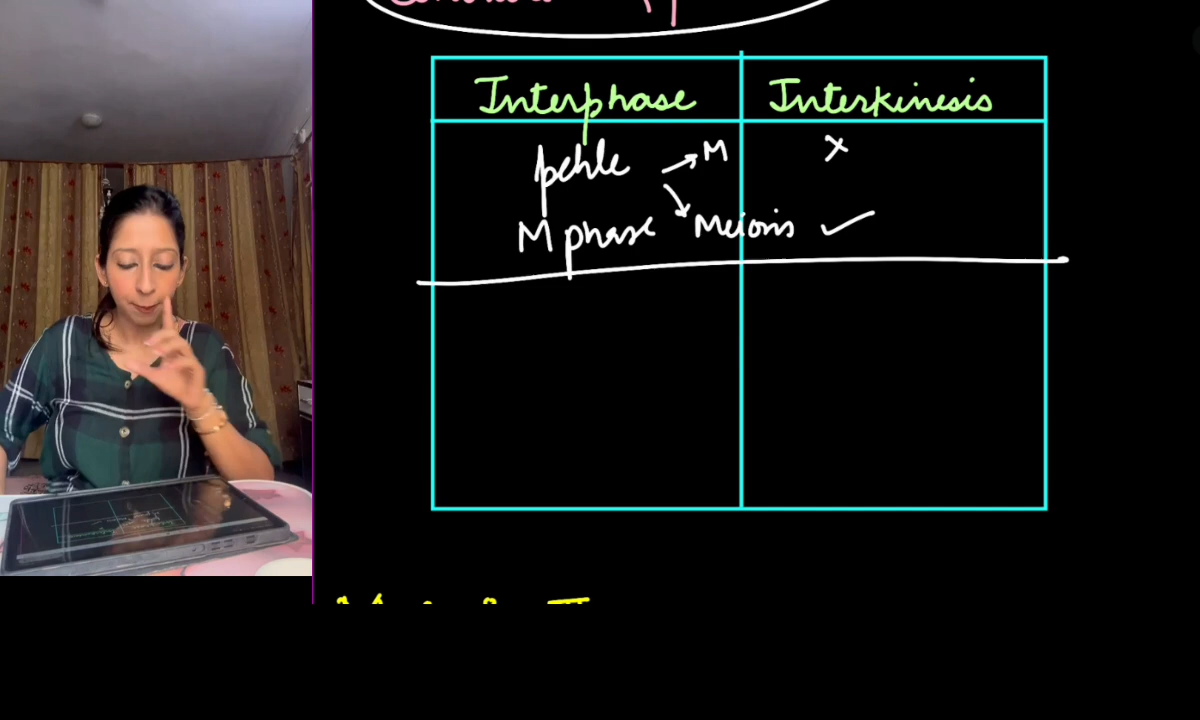 Interphase Interkinesis
pehle → M ×
M phase Meiosis ✓